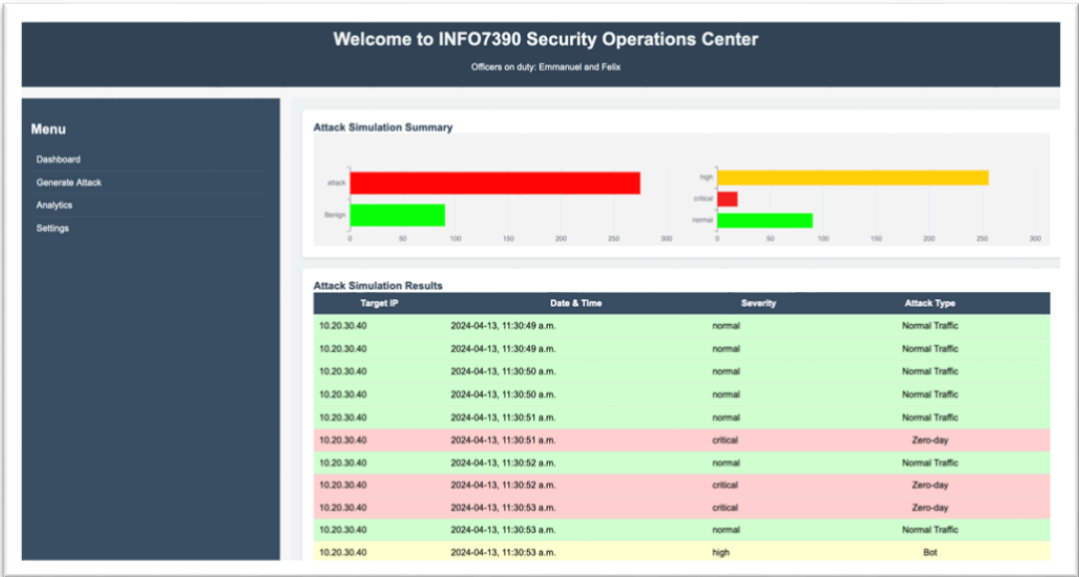 Welcome to INFO7390 Security Operations Center
Officers on duty: Emmanuel and Felix
Menu
Dashboard
Generate Attack
Analytics
Settings
Attack Simulation Summary
attack
Benign
0 50 100 150 200 250 300
high
critical
normal
0 50 100 150 200 250 300
Attack Simulation Results
Target IP Date & Time Severity Attack Type
10.20.30.40 2024-04-13, 11:30:49 a.m. normal Normal Traffic
10.20.30.40 2024-04-13, 11:30:49 a.m. normal Normal Traffic
10.20.30.40 2024-04-13, 11:30:50 a.m. normal Normal Traffic
10.20.30.40 2024-04-13, 11:30:50 a.m. normal Normal Traffic
10.20.30.40 2024-04-13, 11:30:51 a.m. normal Normal Traffic
10.20.30.40 2024-04-13, 11:30:51 a.m. critical Zero-day
10.20.30.40 2024-04-13, 11:30:52 a.m. normal Normal Traffic
10.20.30.40 2024-04-13, 11:30:52 a.m. critical Zero-day
10.20.30.40 2024-04-13, 11:30:53 a.m. critical Zero-day
10.20.30.40 2024-04-13, 11:30:53 a.m. normal Normal Traffic
10.20.30.40 2024-04-13, 11:30:53 a.m. high Bot